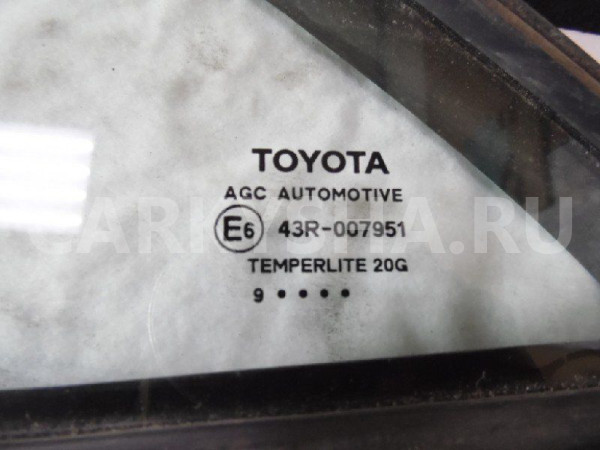 TOYOTA
AGC AUTOMOTIVE
E6 43R-007951
TEMPERLITE 20G
9 ••••
CARKYSHA.RU